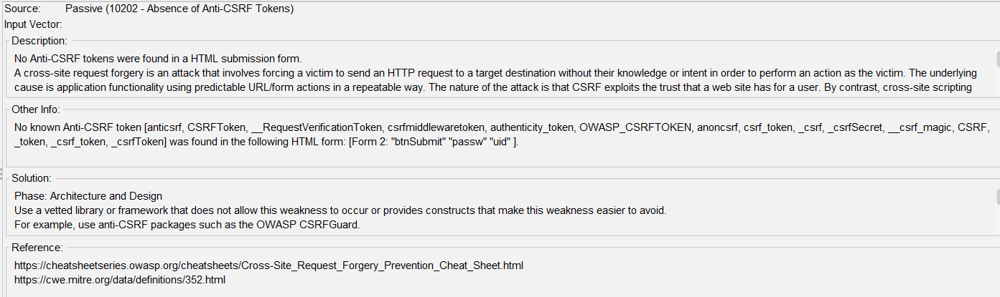 Source: Passive (10202 - Absence of Anti-CSRF Tokens)
Input Vector:
Description:
No Anti-CSRF tokens were found in a HTML submission form.
A cross-site request forgery is an attack that involves forcing a victim to send an HTTP request to a target destination without their knowledge or intent in order to perform an action as the victim. The underlying
cause is application functionality using predictable URL/form actions in a repeatable way. The nature of the attack is that CSRF exploits the trust that a web site has for a user. By contrast, cross-site scripting
Other Info:
No known Anti-CSRF token [anticsrf, CSRFToken, __RequestVerificationToken, csrfmiddlewaretoken, authenticity_token, OWASP_CSRFTOKEN, anoncsrf, csrf_token, _csrf, _csrfSecret, __csrf_magic, CSRF,
_token, _csrf_token, _csrfToken] was found in the following HTML form: [Form 2: "btnSubmit" "passw" "uid" ].
Solution:
Phase: Architecture and Design
Use a vetted library or framework that does not allow this weakness to occur or provides constructs that make this weakness easier to avoid.
For example, use anti-CSRF packages such as the OWASP CSRFGuard.
Reference:
https://cheatsheetseries.owasp.org/cheatsheets/Cross-Site_Request_Forgery_Prevention_Cheat_Sheet.html
https://cwe.mitre.org/data/definitions/352.html